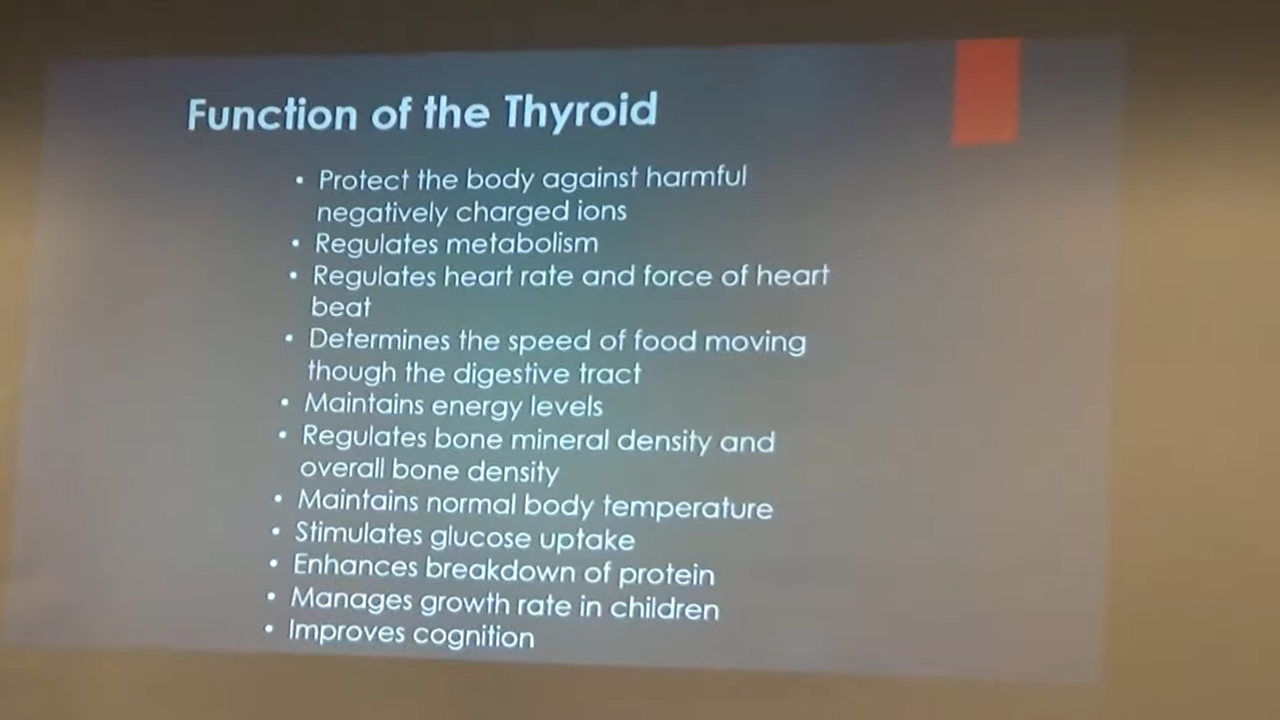 Function of the Thyroid
• Protect the body against harmful
negatively charged ions
• Regulates metabolism
• Regulates heart rate and force of heart
beat
• Determines the speed of food moving
though the digestive tract
• Maintains energy levels
• Regulates bone mineral density and
overall bone density
• Maintains normal body temperature
• Stimulates glucose uptake
• Enhances breakdown of protein
• Manages growth rate in children
• Improves cognition